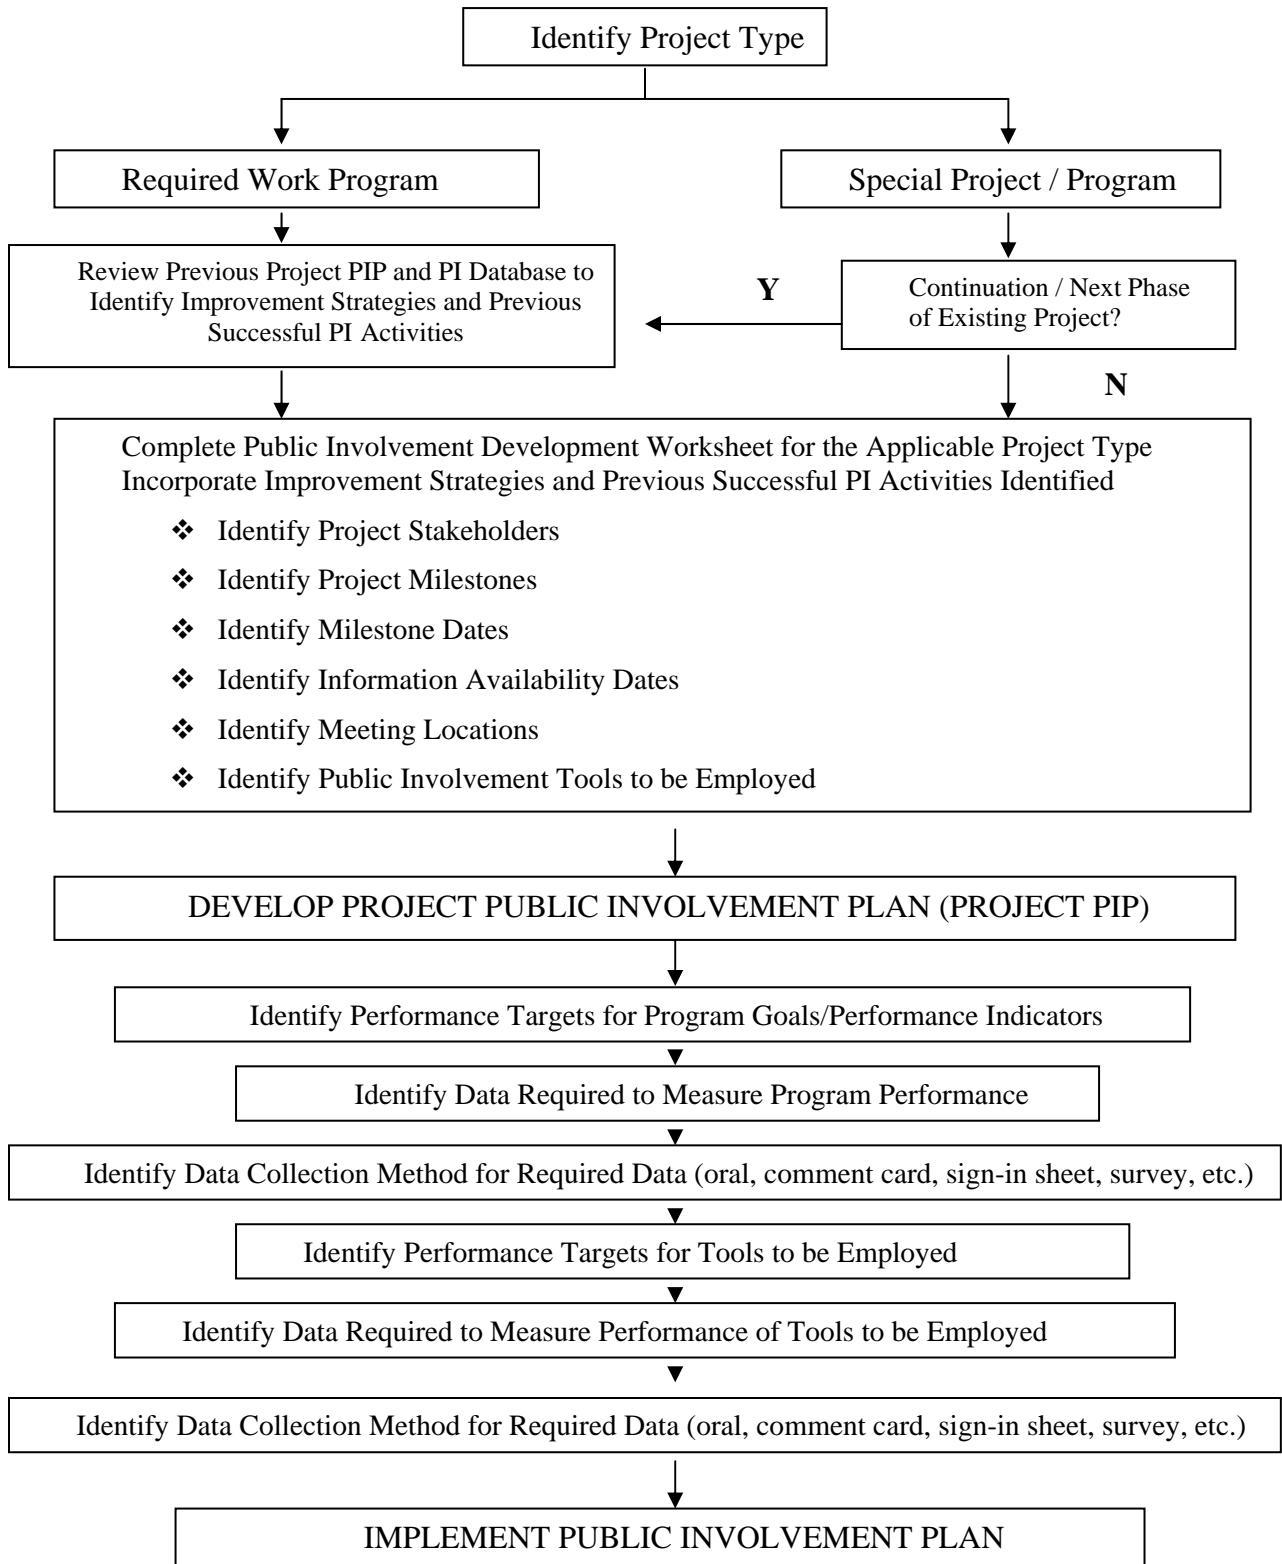 Identify Project Type
Required Work Program
Special Project / Program
Review Previous Project PIP and PI Database to
Identify Improvement Strategies and Previous
Successful PI Activities
Y
Continuation / Next Phase
of Existing Project?
N
Complete Public Involvement Development Worksheet for the Applicable Project Type
Incorporate Improvement Strategies and Previous Successful PI Activities Identified
❖ Identify Project Stakeholders
❖ Identify Project Milestones
❖ Identify Milestone Dates
❖ Identify Information Availability Dates
❖ Identify Meeting Locations
❖ Identify Public Involvement Tools to be Employed
DEVELOP PROJECT PUBLIC INVOLVEMENT PLAN (PROJECT PIP)
Identify Performance Targets for Program Goals/Performance Indicators
Identify Data Required to Measure Program Performance
Identify Data Collection Method for Required Data (oral, comment card, sign-in sheet, survey, etc.)
Identify Performance Targets for Tools to be Employed
Identify Data Required to Measure Performance of Tools to be Employed
Identify Data Collection Method for Required Data (oral, comment card, sign-in sheet, survey, etc.)
IMPLEMENT PUBLIC INVOLVEMENT PLAN